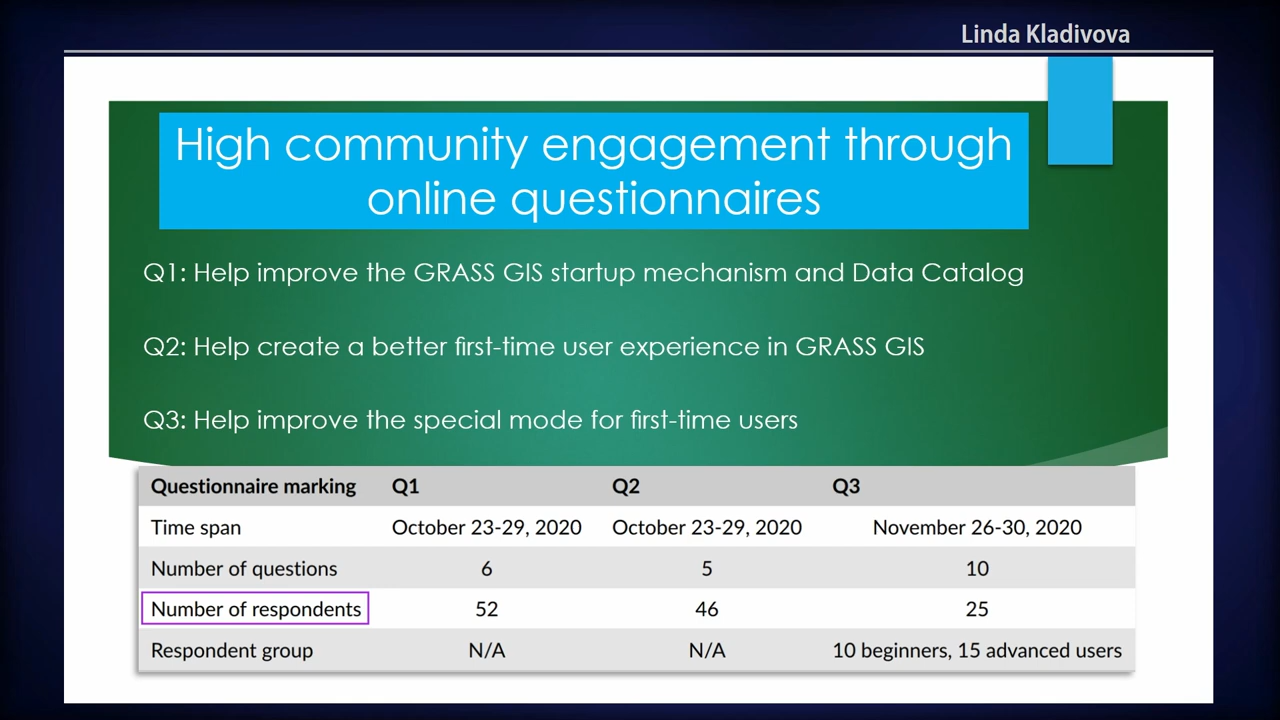 Linda Kladivova
High community engagement through
online questionnaires
Q1: Help improve the GRASS GIS startup mechanism and Data Catalog
Q2: Help create a better first-time user experience in GRASS GIS
Q3: Help improve the special mode for first-time users
Questionnaire marking Q1 Q2 Q3
Time span October 23-29, 2020 October 23-29, 2020 November 26-30, 2020
Number of questions 6 5 10
Number of respondents 52 46 25
Respondent group N/A N/A 10 beginners, 15 advanced users